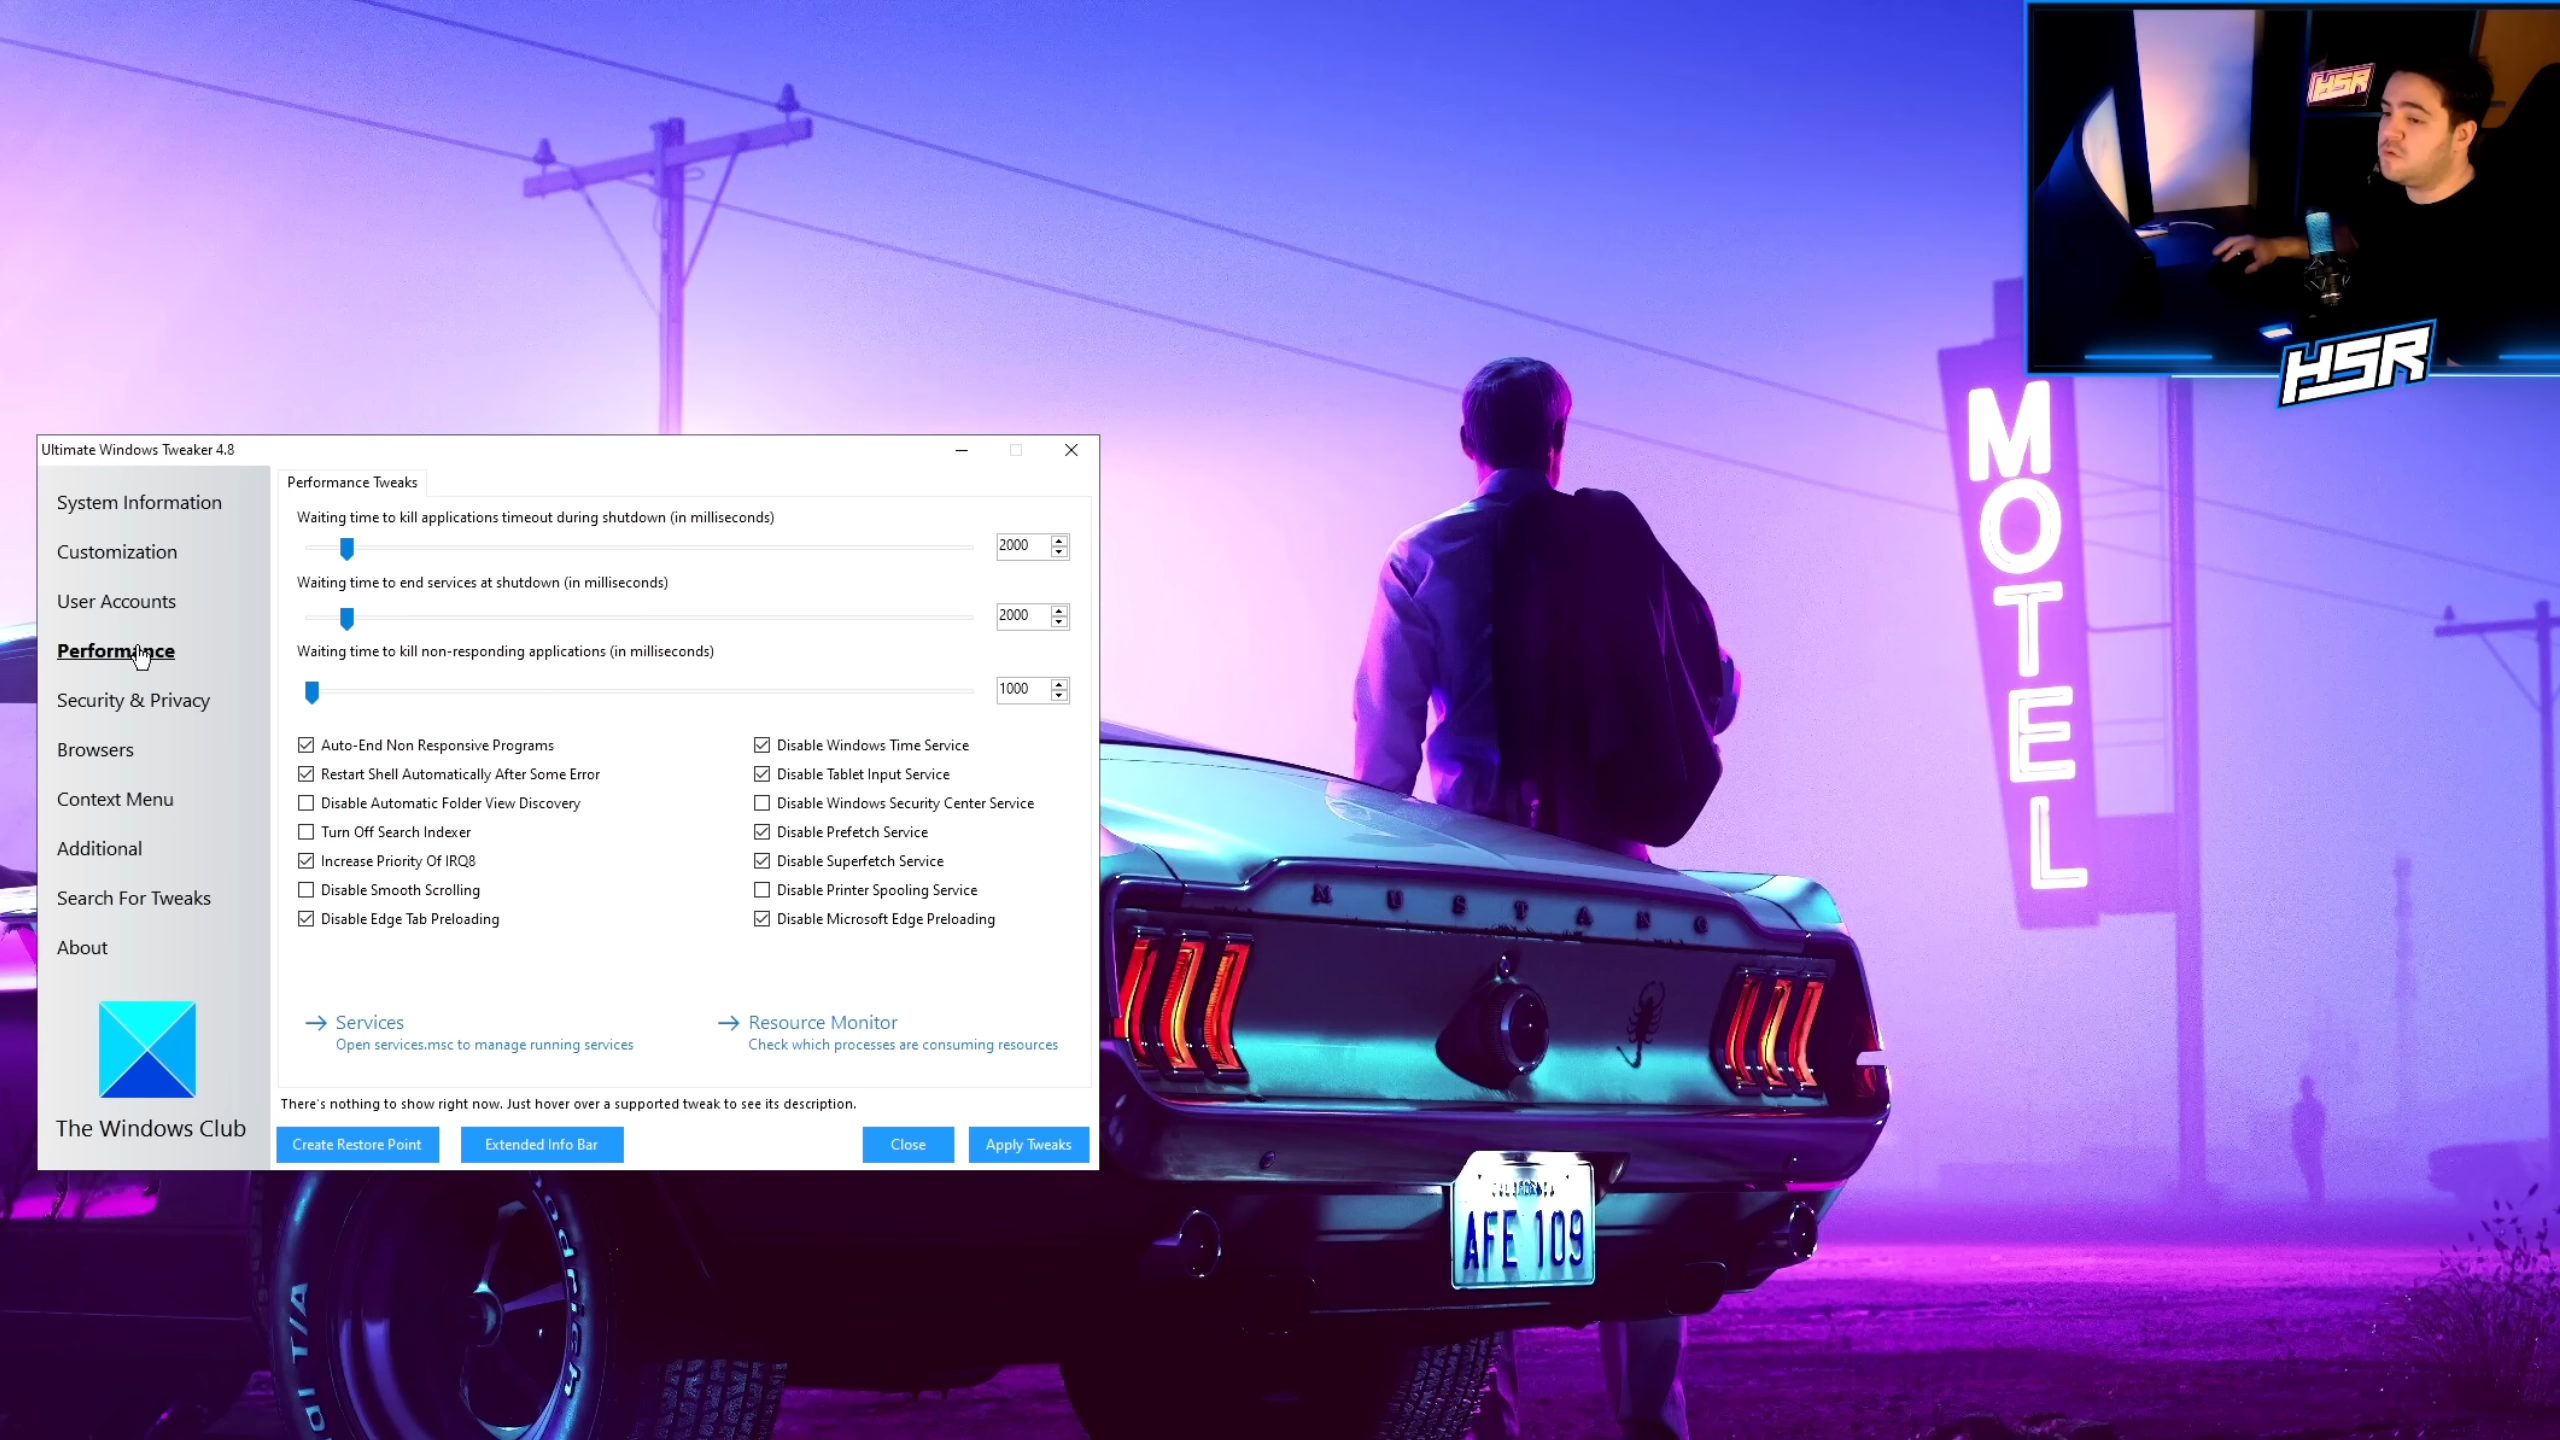 HSR
HSR
MOTEL
Ultimate Windows Tweaker 4.8
System Information
Customization
User Accounts
Performance
Security & Privacy
Browsers
Context Menu
Additional
Search For Tweaks
About
The Windows Club
Performance Tweaks
Waiting time to kill applications timeout during shutdown (in milliseconds)
2000
Waiting time to end services at shutdown (in milliseconds)
2000
Waiting time to kill non-responding applications (in milliseconds)
1000
Auto-End Non Responsive Programs
Restart Shell Automatically After Some Error
Disable Automatic Folder View Discovery
Turn Off Search Indexer
Increase Priority Of IRQ8
Disable Smooth Scrolling
Disable Edge Tab Preloading
Disable Windows Time Service
Disable Tablet Input Service
Disable Windows Security Center Service
Disable Prefetch Service
Disable Superfetch Service
Disable Printer Spooling Service
Disable Microsoft Edge Preloading
Services
Open services.msc to manage running services
Resource Monitor
Check which processes are consuming resources
There's nothing to show right now. Just hover over a supported tweak to see its description.
Create Restore Point
Extended Info Bar
Close
Apply Tweaks
MUSTANG
CALIFORNIA
AFE 109